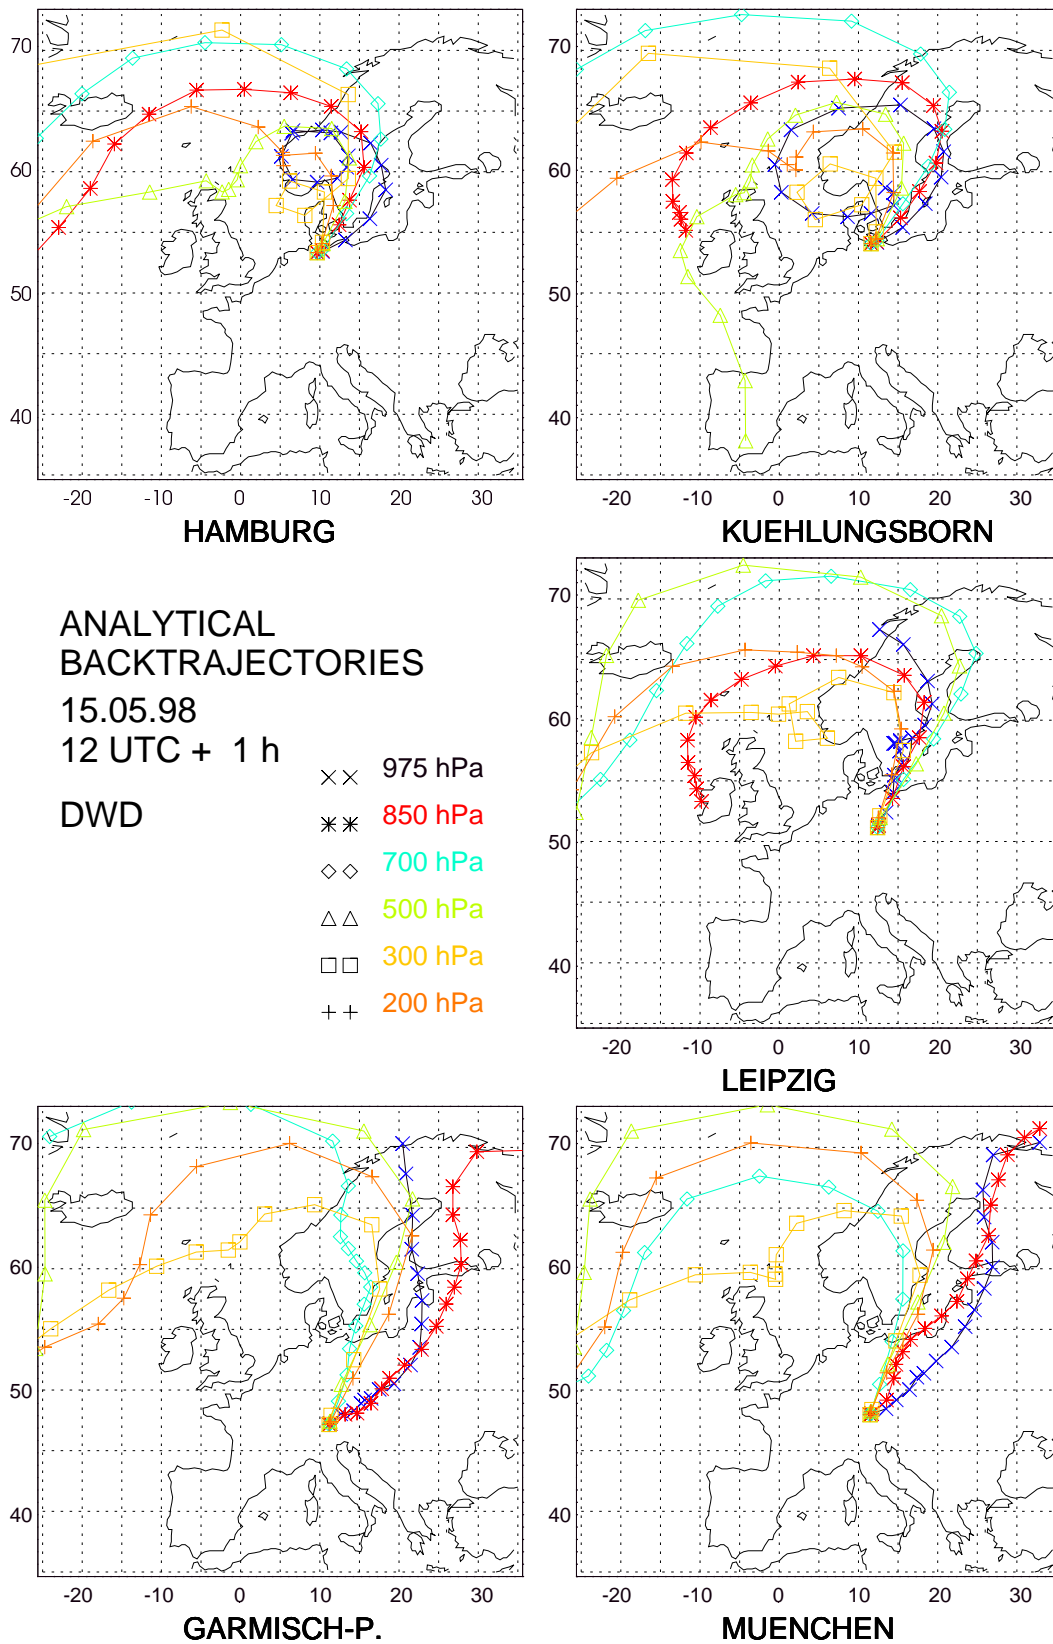 70
60
50
40
-20 -10 0 10 20 30
HAMBURG
70
60
50
40
-20 -10 0 10 20 30
KUEHLUNGSBORN
ANALYTICAL
BACKTRAJECTORIES
15.05.98
12 UTC + 1 h
DWD
975 hPa
850 hPa
700 hPa
500 hPa
300 hPa
200 hPa
70
60
50
40
-20 -10 0 10 20 30
LEIPZIG
70
60
50
40
-20 -10 0 10 20 30
GARMISCH-P.
70
60
50
40
-20 -10 0 10 20 30
MUENCHEN